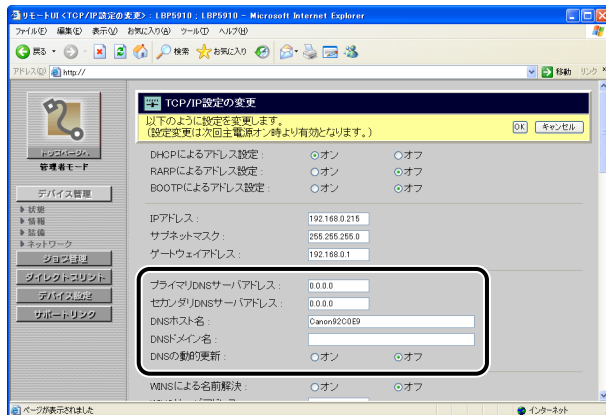 リモートUI <TCP/IP設定の変更> : LBP5910 ; LBP5910 - Microsoft Internet Explorer
ファイル(F) 編集(E) 表示(V) お気に入り(A) ツール(T) ヘルプ(H)
戻る 検索 お気に入り
アドレス(D) http:// 移動 リンク
TCP/IP設定の変更
以下のように設定を変更します。
(設定変更は次回主電源オン時より有効となります。)
OK キャンセル
トップページへ
管理者モード
デバイス管理
状態
情報
装備
ネットワーク
ジョブ管理
ダイレクトプリント
デバイス設定
サポートリンク
DHCPによるアドレス設定 : オン オフ
RARPによるアドレス設定 : オン オフ
BOOTPによるアドレス設定 : オン オフ
IPアドレス : 192.168.0.215
サブネットマスク : 255.255.255.0
ゲートウェイアドレス : 192.168.0.1
プライマリDNSサーバアドレス : 0.0.0.0
セカンダリDNSサーバアドレス : 0.0.0.0
DNSホスト名 : Canon92C0E9
DNSドメイン名 :
DNSの動的更新 : オン オフ
WINSによる名前解決 : オン オフ
ページが表示されました インターネット